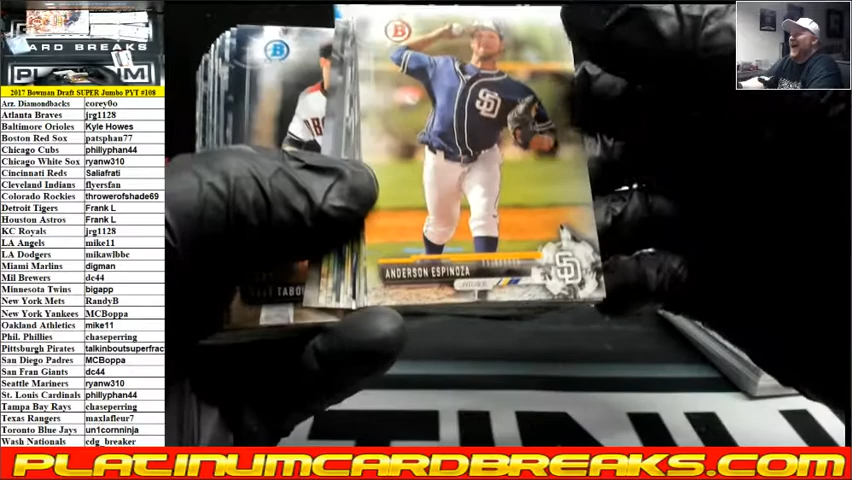 CARD BREAKS
PLATINUM
2017 Bowman Draft SUPER Jumbo PYT #108
Arz. Diamondbacks corey0o
Atlanta Braves jrg1128
Baltimore Orioles Kyle Howes
Boston Red Sox patsphan77
Chicago Cubs phillyphan44
Chicago White Sox ryanw310
Cincinnati Reds Saliafrati
Cleveland Indians flyersfan
Colorado Rockies throwerofshade69
Detroit Tigers Frank L
Houston Astros Frank L
KC Royals jrg1128
LA Angels mike11
LA Dodgers mikawlbbc
Miami Marlins digman
Mil Brewers dc44
Minnesota Twins bigapp
New York Mets RandyB
New York Yankees MCBoppa
Oakland Athletics mike11
Phil. Phillies chaseperring
Pittsburgh Pirates talkinboutsuperfrac
San Diego Padres MCBoppa
San Fran Giants dc44
Seattle Mariners ryanw310
St. Louis Cardinals phillyphan44
Tampa Bay Rays chaseperring
Texas Rangers maxlafleur7
Toronto Blue Jays un1cornninja
Wash Nationals cdg_breaker
B
B
SD
ANDERSON ESPINOZA
PITCHER
SD
PLATINUMCARDBREAKS.COM